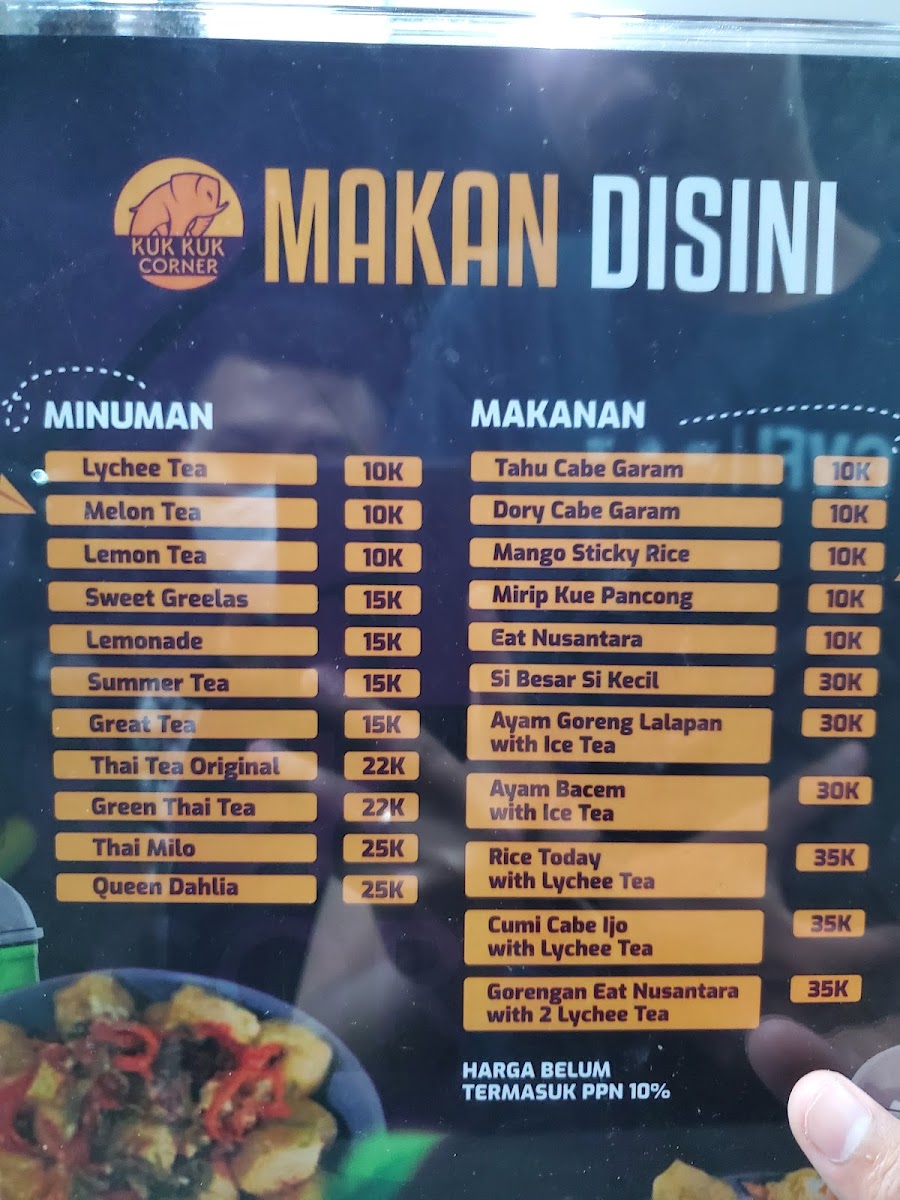 KUK KUK
CORNER
MAKAN DISINI
MINUMAN
Lychee Tea 10K
Melon Tea 10K
Lemon Tea 10K
Sweet Greelas 15K
Lemonade 15K
Summer Tea 15K
Great Tea 15K
Thai Tea Original 22K
Green Thai Tea 22K
Thai Milo 25K
Queen Dahlia 25K
MAKANAN
Tahu Cabe Garam 10K
Dory Cabe Garam 10K
Mango Sticky Rice 10K
Mirip Kue Pancong 10K
Eat Nusantara 10K
Si Besar Si Kecil 30K
Ayam Goreng Lalapan 30K
with Ice Tea
Ayam Bacem 30K
with Ice Tea
Rice Today 35K
with Lychee Tea
Cumi Cabe Ijo 35K
with Lychee Tea
Gorengan Eat Nusantara 35K
with 2 Lychee Tea
HARGA BELUM
TERMASUK PPN 10%